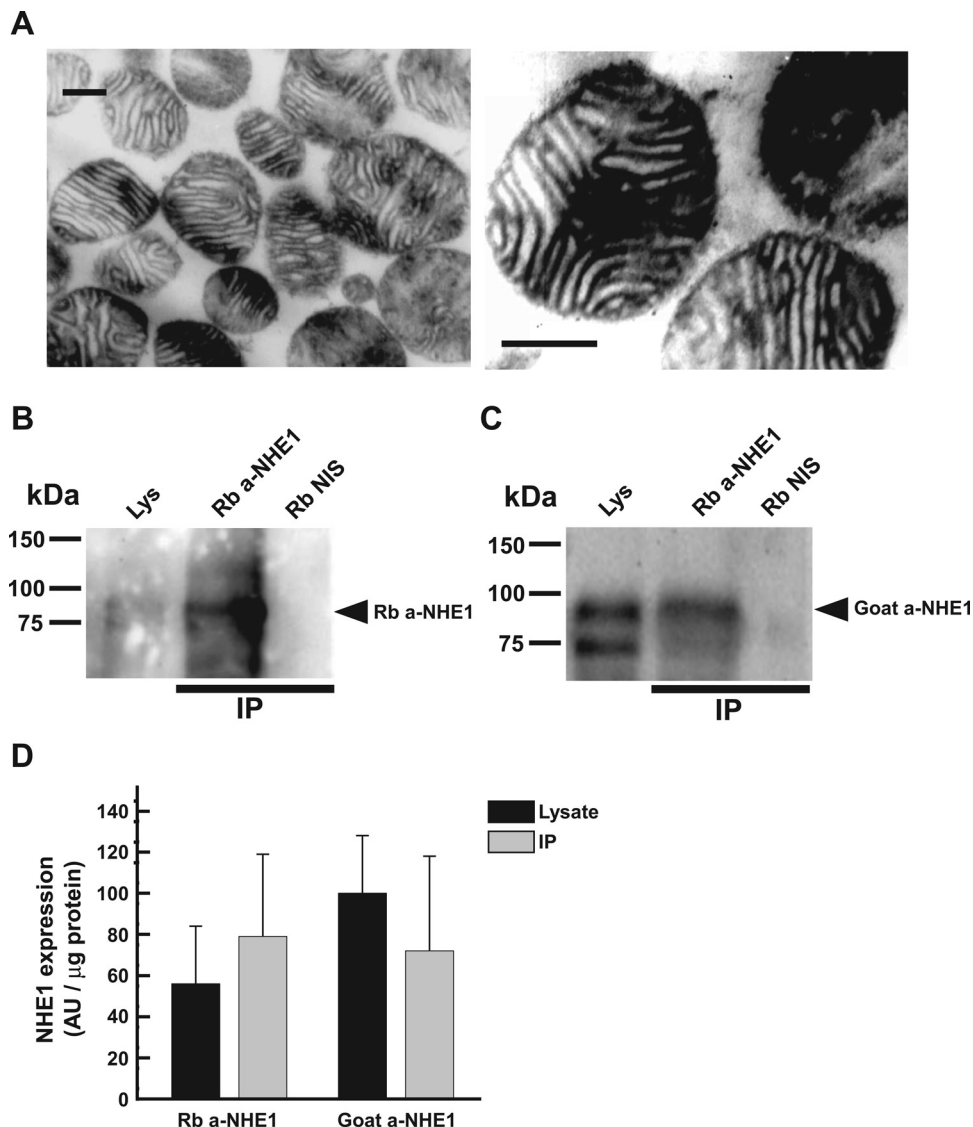 A
B
kDa
Lys
Rb a-NHE1
Rb NIS
150
100
75
Rb a-NHE1
IP
C
kDa
Lys
Rb a-NHE1
Rb NIS
150
100
75
Goat a-NHE1
IP
D
NHE1 expression
(AU / μg protein)
140
120
100
80
60
40
20
0
Rb a-NHE1
Goat a-NHE1
Lysate
IP